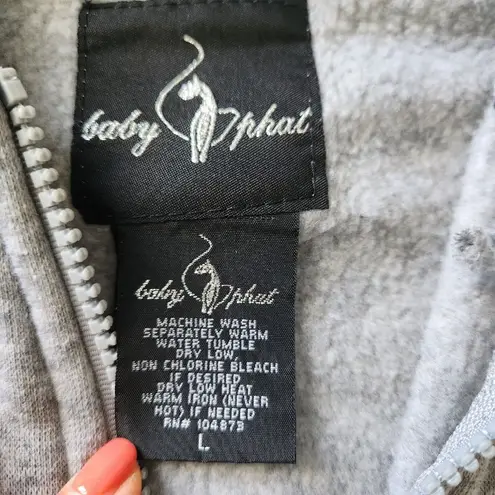 baby phat
baby phat
MACHINE WASH
SEPARATELY WARM
WATER TUMBLE
DRY LOW,
NON CHLORINE BLEACH
IF DESIRED
DRY LOW HEAT
WARM IRON (NEVER
HOT) IF NEEDED
RN# 104873
L